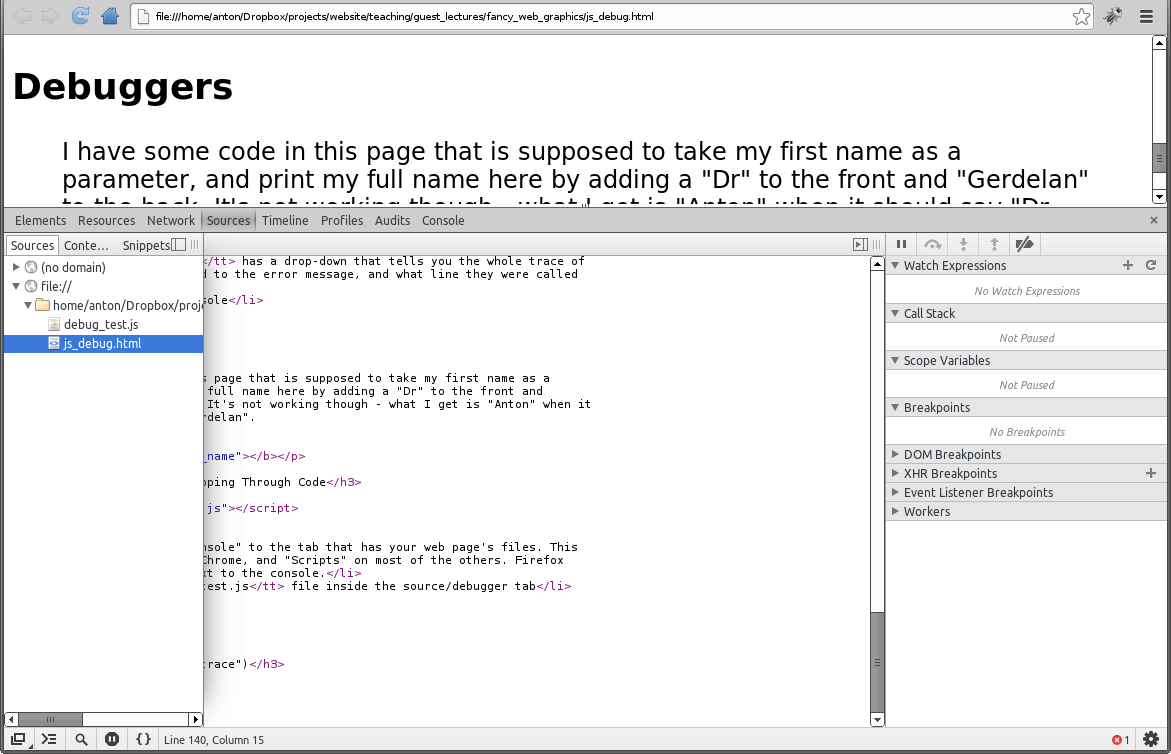 file:///home/anton/Dropbox/projects/website/teaching/guest_lectures/fancy_web_graphics/js_debug.html
Debuggers
I have some code in this page that is supposed to take my first name as a
parameter, and print my full name here by adding a "Dr" to the front and "Gerdelan"
to the back. It's not working though - what I get is "Anton" when it should say "Dr
Elements Resources Network Sources Timeline Profiles Audits Console
Sources Conte... Snippets
(no domain)
file://
home/anton/Dropbox/proje
debug_test.js
js_debug.html
/tt> has a drop-down that tells you the whole trace of
d to the error message, and what line they were called
sole</li>
s page that is supposed to take my first name as a
full name here by adding a "Dr" to the front and
It's not working though - what I get is "Anton" when it
rdelan".
_name"></b></p>
pping Through Code</h3>
js"></script>
nsole" to the tab that has your web page's files. This
Chrome, and "Scripts" on most of the others. Firefox
xt to the console.</li>
test.js</tt> file inside the source/debugger tab</li>
trace")</h3>
Watch Expressions
No Watch Expressions
Call Stack
Not Paused
Scope Variables
Not Paused
Breakpoints
No Breakpoints
DOM Breakpoints
XHR Breakpoints
Event Listener Breakpoints
Workers
{ } Line 140, Column 15
1